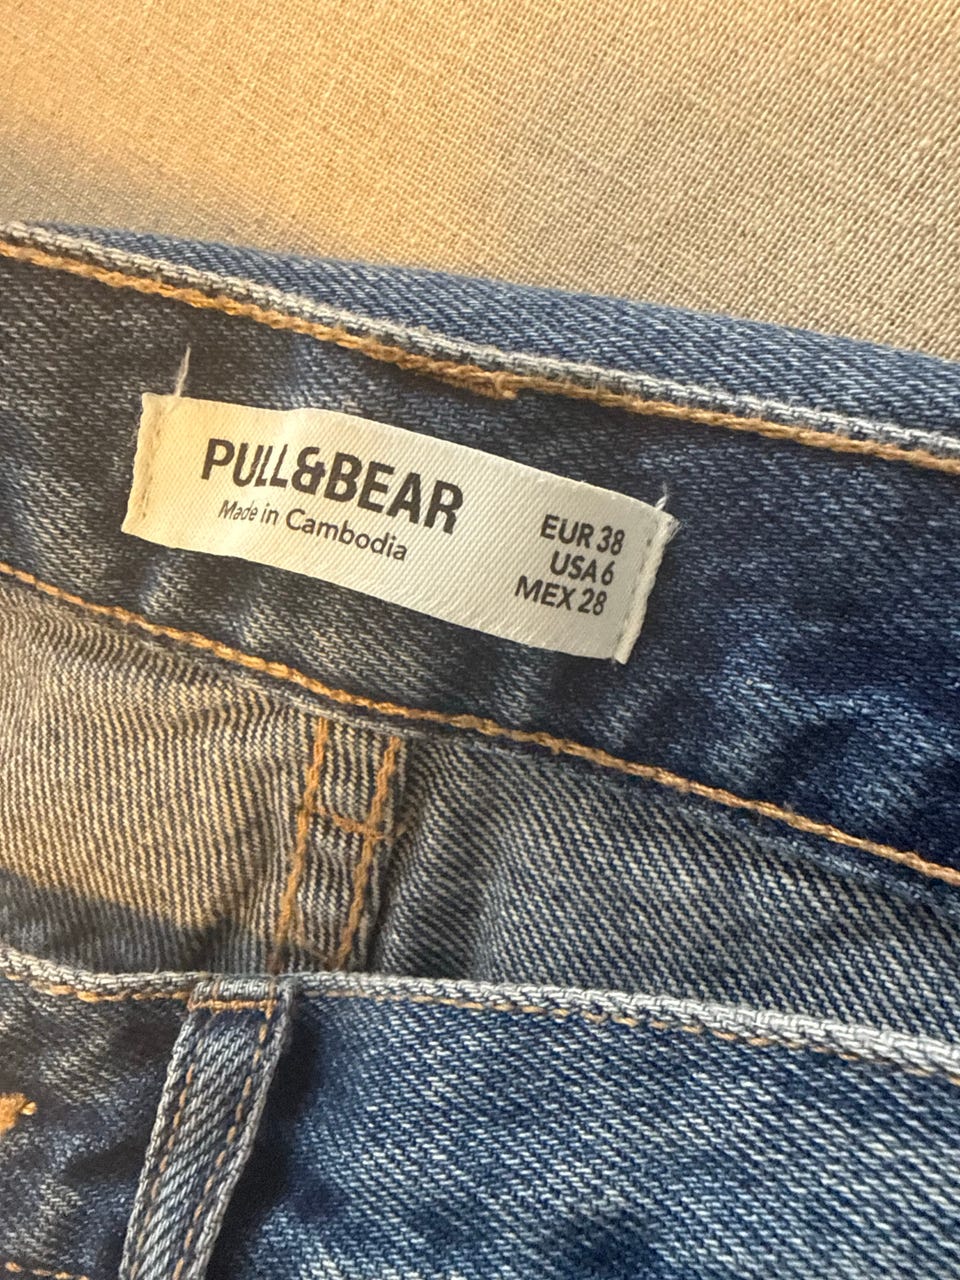 PULL&BEAR
Made in Cambodia
EUR 38
USA 6
MEX 28